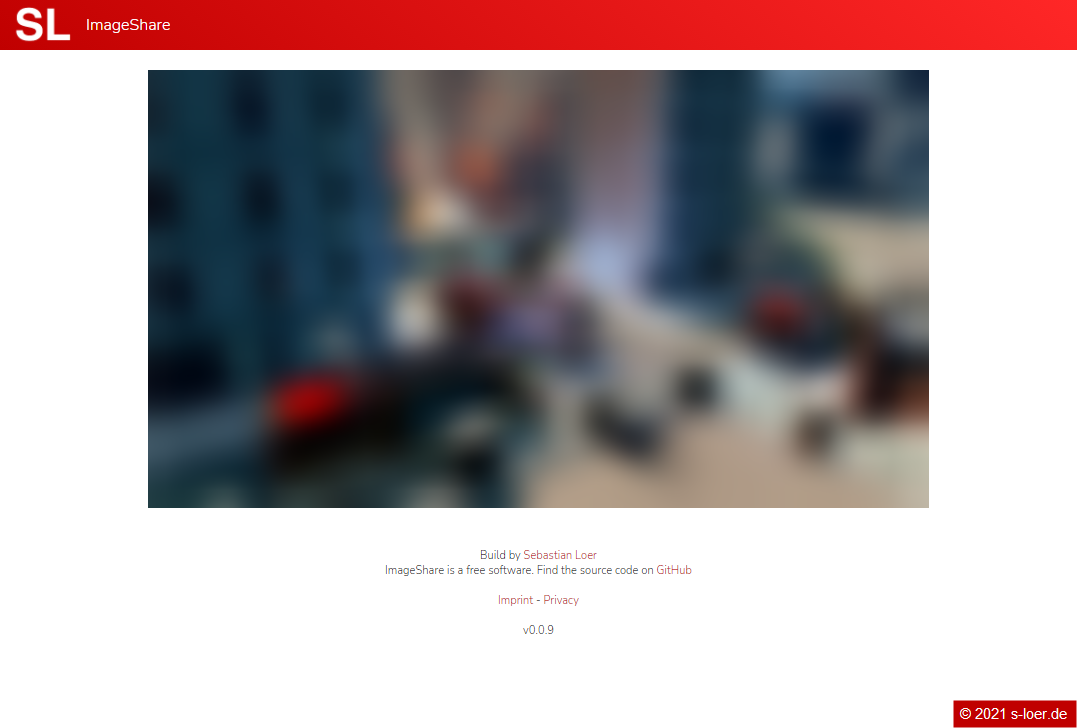 SL ImageShare
Build by Sebastian Loer
ImageShare is a free software. Find the source code on GitHub
Imprint - Privacy
v0.0.9
© 2021 s-loer.de